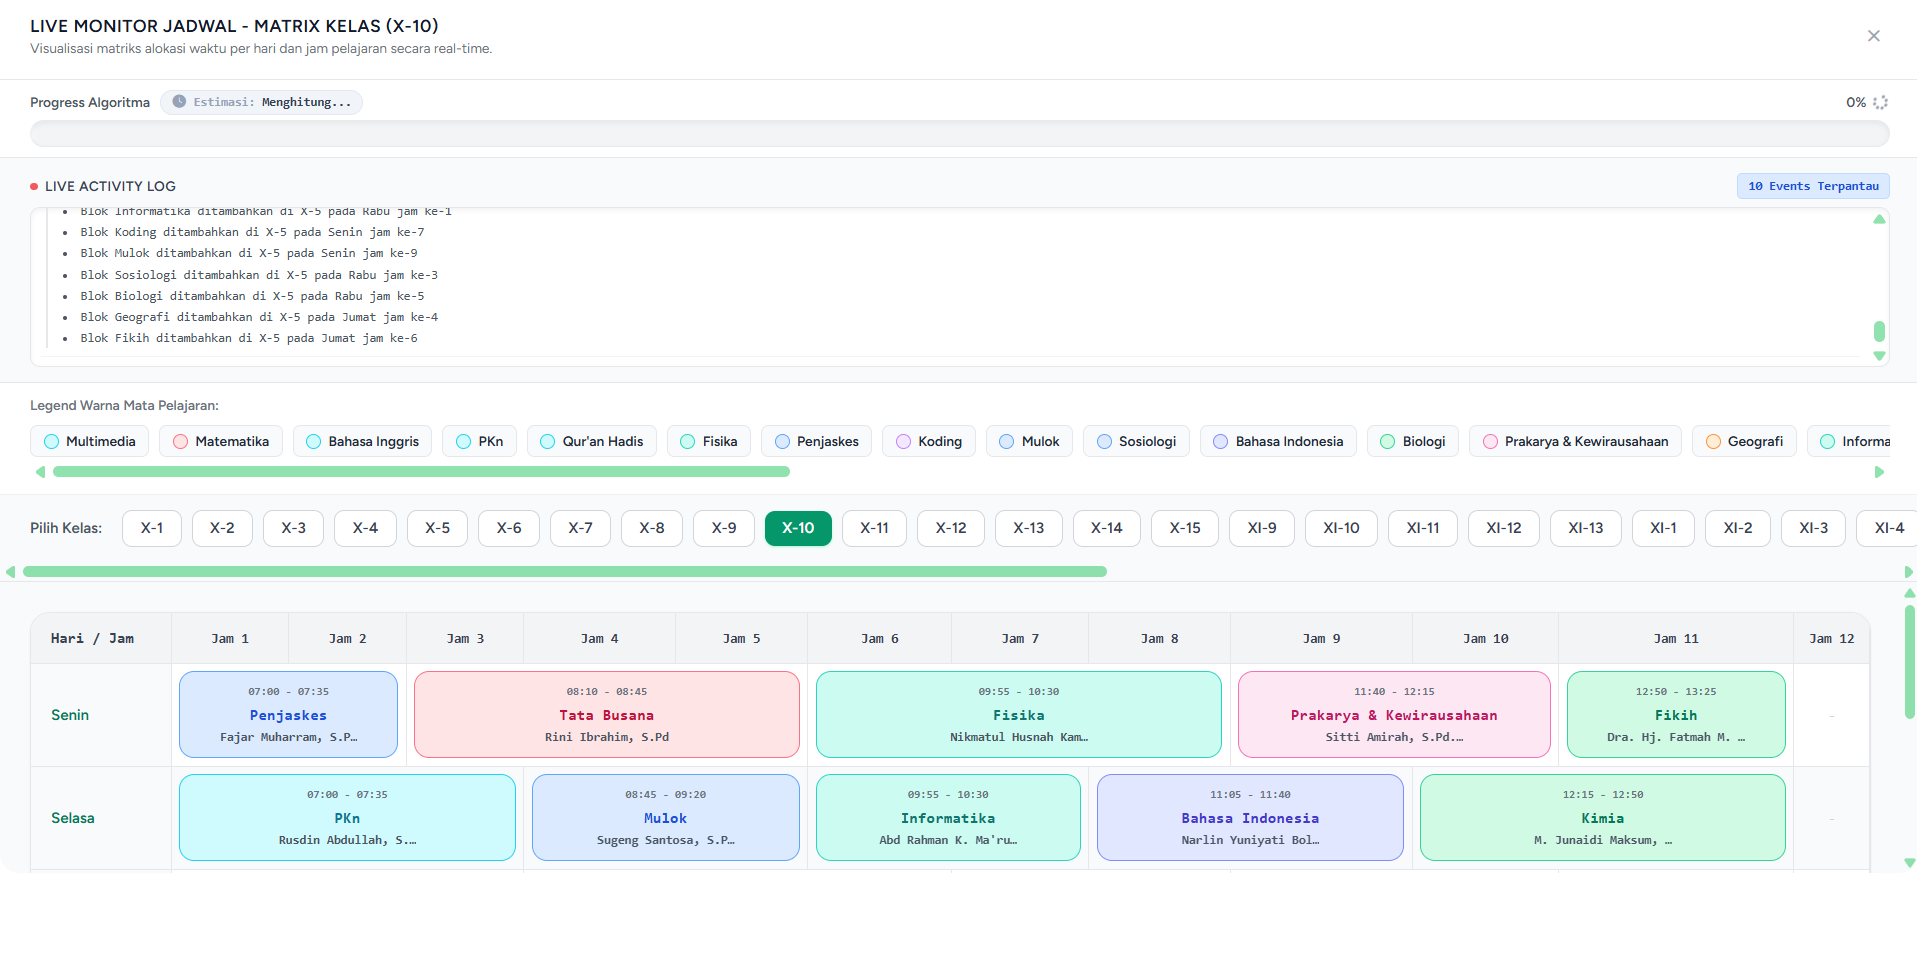 LIVE MONITOR JADWAL - MATRIX KELAS (X-10)
Visualisasi matriks alokasi waktu per hari dan jam pelajaran secara real-time.
Progress Algoritma
Estimasi: Menghitung...
0%
LIVE ACTIVITY LOG
10 Events Terpantau
Blok Informatika ditambahkan di X-5 pada Rabu jam ke-1
Blok Koding ditambahkan di X-5 pada Senin jam ke-7
Blok Mulok ditambahkan di X-5 pada Senin jam ke-9
Blok Sosiologi ditambahkan di X-5 pada Rabu jam ke-3
Blok Biologi ditambahkan di X-5 pada Rabu jam ke-5
Blok Geografi ditambahkan di X-5 pada Jumat jam ke-4
Blok Fikih ditambahkan di X-5 pada Jumat jam ke-6
Legend Warna Mata Pelajaran:
Multimedia Matematika Bahasa Inggris PKn Qur'an Hadis Fisika Penjaskes Koding Mulok Sosiologi Bahasa Indonesia Biologi Prakarya & Kewirausahaan Geografi Informa
Pilih Kelas: X-1 X-2 X-3 X-4 X-5 X-6 X-7 X-8 X-9 X-10 X-11 X-12 X-13 X-14 X-15 XI-9 XI-10 XI-11 XI-12 XI-13 XI-1 XI-2 XI-3 XI-4
Hari / Jam Jam 1 Jam 2 Jam 3 Jam 4 Jam 5 Jam 6 Jam 7 Jam 8 Jam 9 Jam 10 Jam 11 Jam 12
Senin
07:00 - 07:35
Penjaskes
Fajar Muharram, S.P…
08:10 - 08:45
Tata Busana
Rini Ibrahim, S.Pd
09:55 - 10:30
Fisika
Nikmatul Husnah Kam…
11:40 - 12:15
Prakarya & Kewirausahaan
Sitti Amirah, S.Pd.…
12:50 - 13:25
Fikih
Dra. Hj. Fatmah M. …
-
Selasa
07:00 - 07:35
PKn
Rusdin Abdullah, S.…
08:45 - 09:20
Mulok
Sugeng Santosa, S.P…
09:55 - 10:30
Informatika
Abd Rahman K. Ma'ru…
11:05 - 11:40
Bahasa Indonesia
Narlin Yuniyati Bol…
12:15 - 12:50
Kimia
M. Junaidi Maksum, …
-